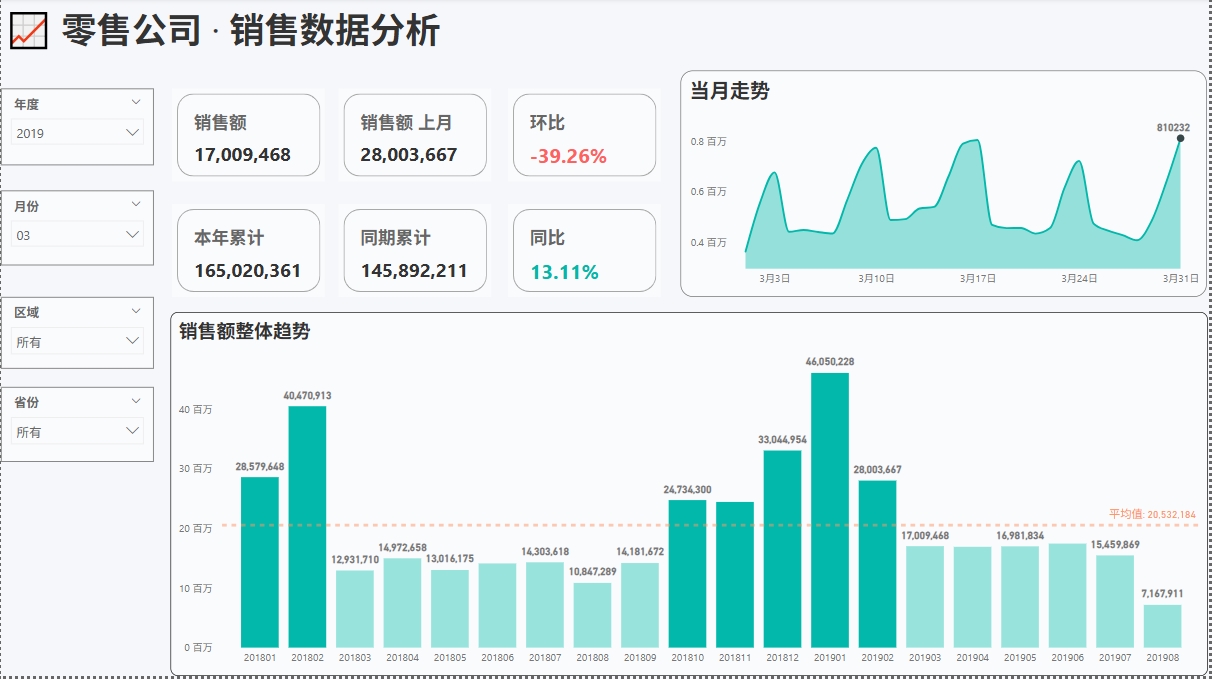 零售公司 · 销售数据分析
年度
2019
月份
03
区域
所有
省份
所有
销售额
17,009,468
销售额 上月
28,003,667
环比
-39.26%
本年累计
165,020,361
同期累计
145,892,211
同比
13.11%
当月走势
810232
0.8 百万
0.6 百万
0.4 百万
3月3日 3月10日 3月17日 3月24日 3月31日
销售额整体趋势
40 百万
30 百万
20 百万
10 百万
0 百万
28,579,648
40,470,913
12,931,710
14,972,658
13,016,175
14,303,618
10,847,289
14,181,672
24,734,300
33,044,954
46,050,228
28,003,667
17,009,468
16,981,834
15,459,869
7,167,911
平均值: 20,532,184
201801 201802 201803 201804 201805 201806 201807 201808 201809 201810 201811 201812 201901 201902 201903 201904 201905 201906 201907 201908